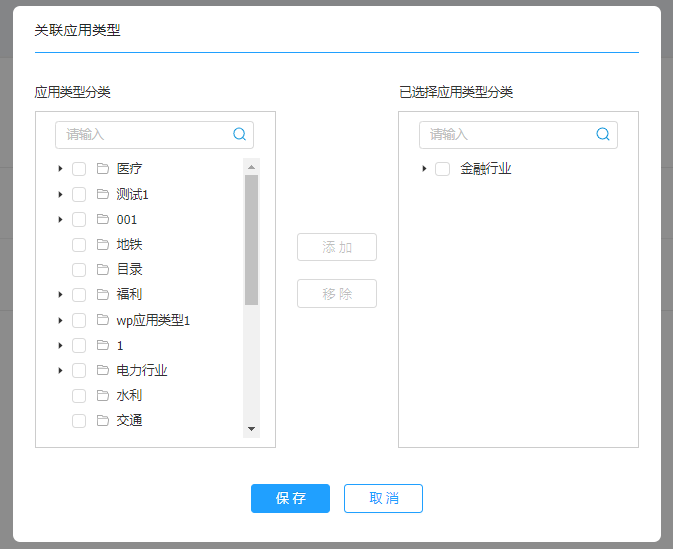 关联应用类型
应用类型分类
已选择应用类型分类
请输入
医疗
测试1
001
地铁
目录
福利
wp应用类型1
1
电力行业
水利
交通
添 加
移 除
请输入
金融行业
保 存
取 消